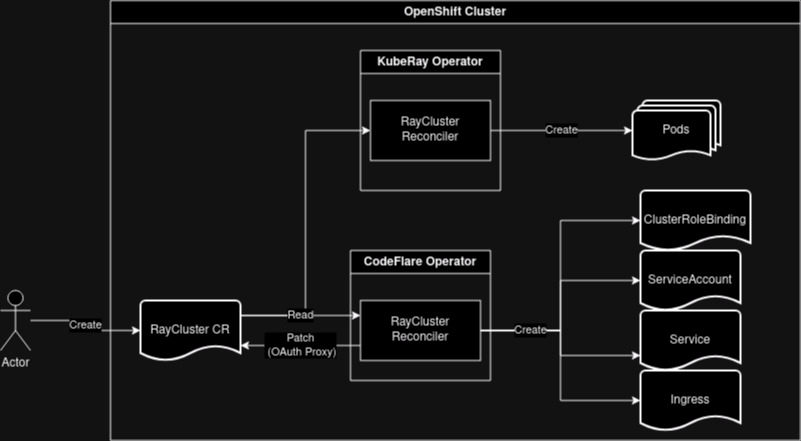 OpenShift Cluster
KubeRay Operator
RayCluster
Reconciler
Create
Pods
ClusterRoleBinding
CodeFlare Operator
ServiceAccount
Actor
Create
RayCluster CR
Read
Patch
(OAuth Proxy)
RayCluster
Reconciler
Create
Service
Ingress